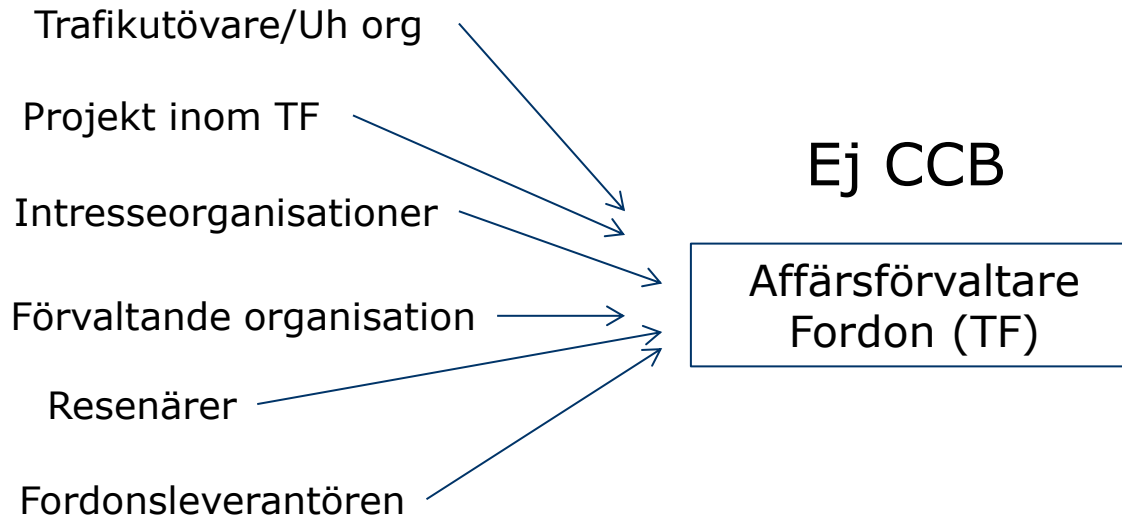 Trafikutövare/Uh org
Projekt inom TF
Intresseorganisationer
Förvaltande organisation
Resenärer
Fordonsleverantören
Ej CCB
Affärsförvaltare
Fordon (TF)